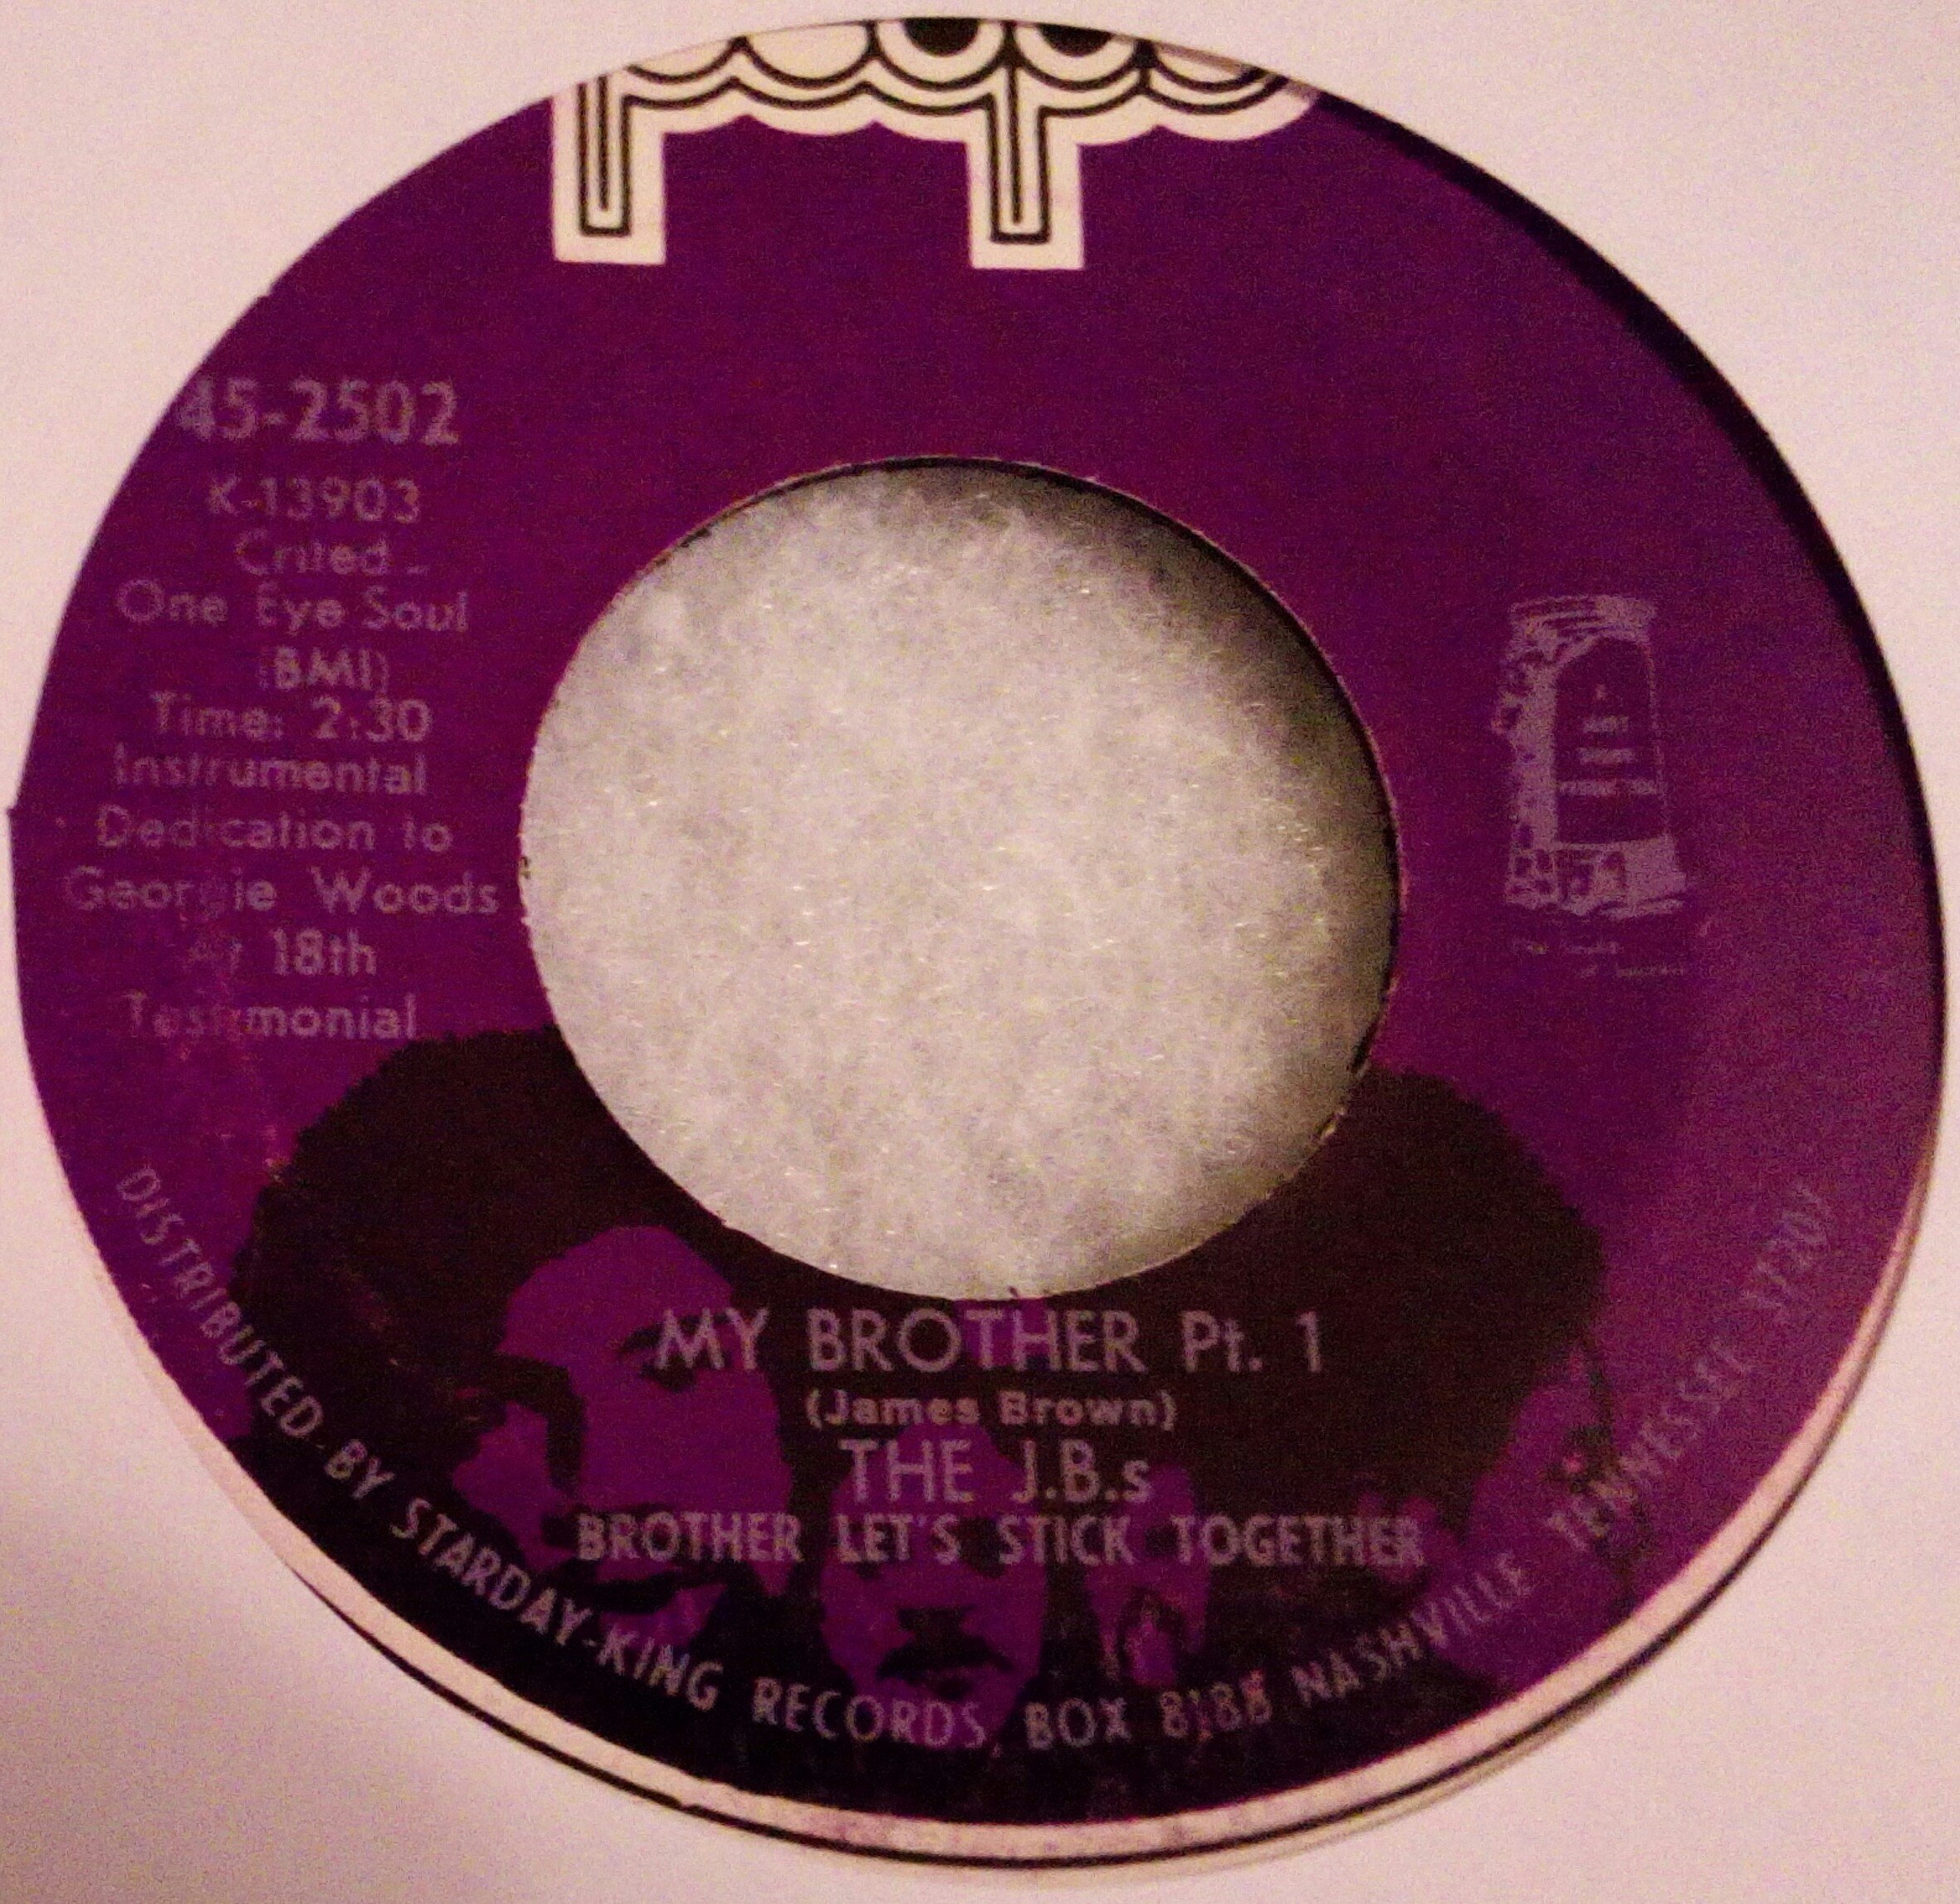 people
45-2502
K-13903
Crited -
One Eye Soul
(BMI)
Time: 2:30
Instrumental
Dedication to
Georgie Woods
At 18th
Testimonial
MY BROTHER Pt. 1
(James Brown)
THE J.B.s
BROTHER LET'S STICK TOGETHER
DISTRIBUTED BY STARDAY-KING RECORDS, BOX 8188 NASHVILLE TENNESSEE